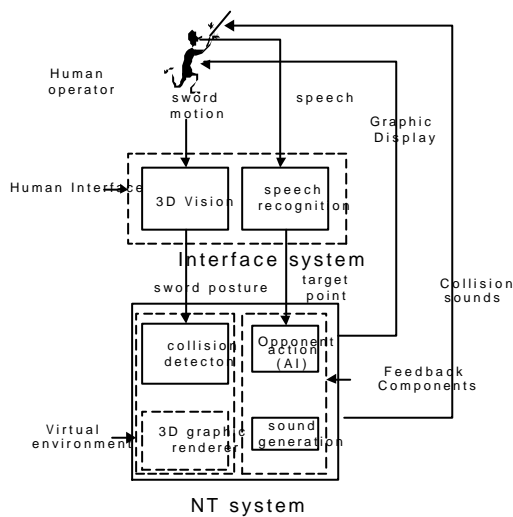 Human
operator
sword
motion
speech
Graphic
Display
Human Interface
3D Vision
speech
recognition
Interface system
sword posture
target
point
Collision
sounds
collision
detecton
Opponent
action
(AI)
Feedback
Components
Virtual
environment
3D graphic
renderer
sound
generation
NT system